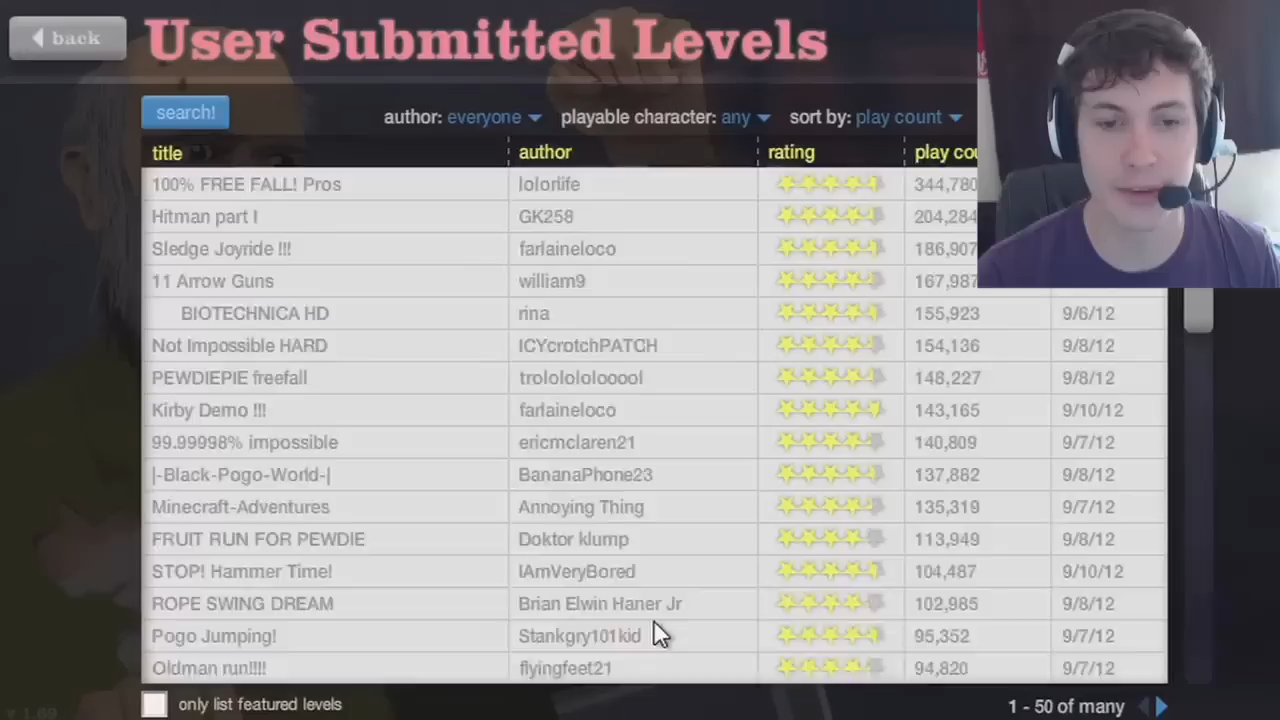 back
User Submitted Levels
search!
author: everyone playable character: any sort by: play count
title author rating play cou
100% FREE FALL! Pros lolorlife 344,780
Hitman part I GK258 204,284
Sledge Joyride !!! farlaineloco 186,907
11 Arrow Guns william9 167,987
BIOTECHNICA HD rina 155,923 9/6/12
Not Impossible HARD ICYcrotchPATCH 154,136 9/8/12
PEWDIEPIE freefall trololololooool 148,227 9/8/12
Kirby Demo !!! farlaineloco 143,165 9/10/12
99.99998% impossible ericmclaren21 140,809 9/7/12
|-Black-Pogo-World-| BananaPhone23 137,882 9/8/12
Minecraft-Adventures Annoying Thing 135,319 9/7/12
FRUIT RUN FOR PEWDIE Doktor klump 113,949 9/8/12
STOP! Hammer Time! IAmVeryBored 104,487 9/10/12
ROPE SWING DREAM Brian Elwin Haner Jr 102,985 9/8/12
Pogo Jumping! Stankgry101kid 95,352 9/7/12
Oldman run!!!! flyingfeet21 94,820 9/7/12
only list featured levels 1 - 50 of many